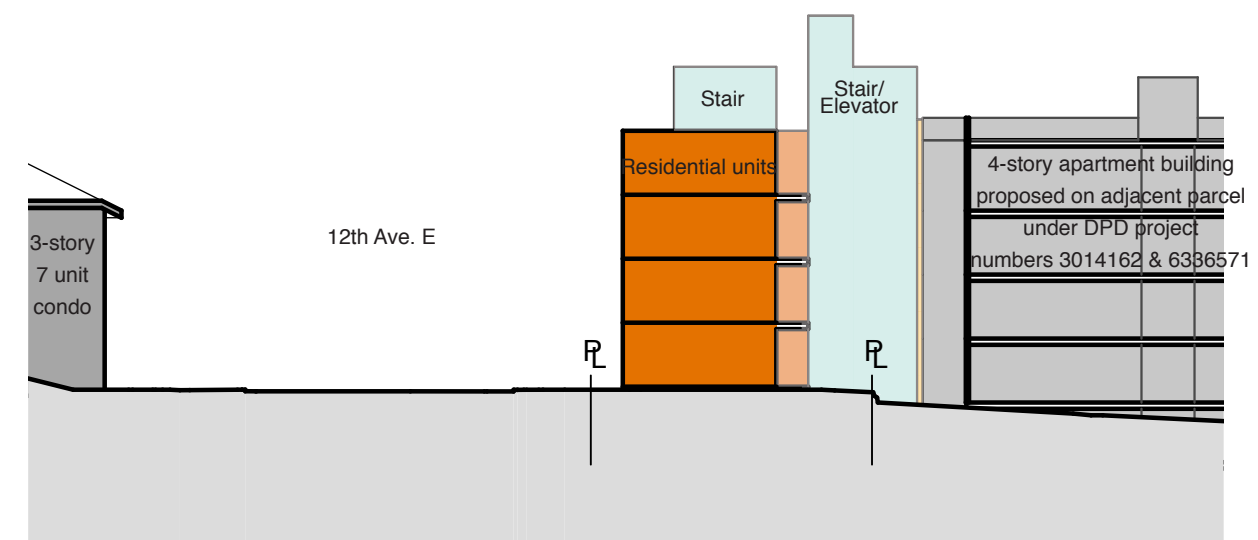 Stair
Stair/
Elevator
Residential units
4-story apartment building
proposed on adjacent parcel
under DPD project
numbers 3014162 & 6336571
12th Ave. E
3-story
7 unit
condo
PL
PL